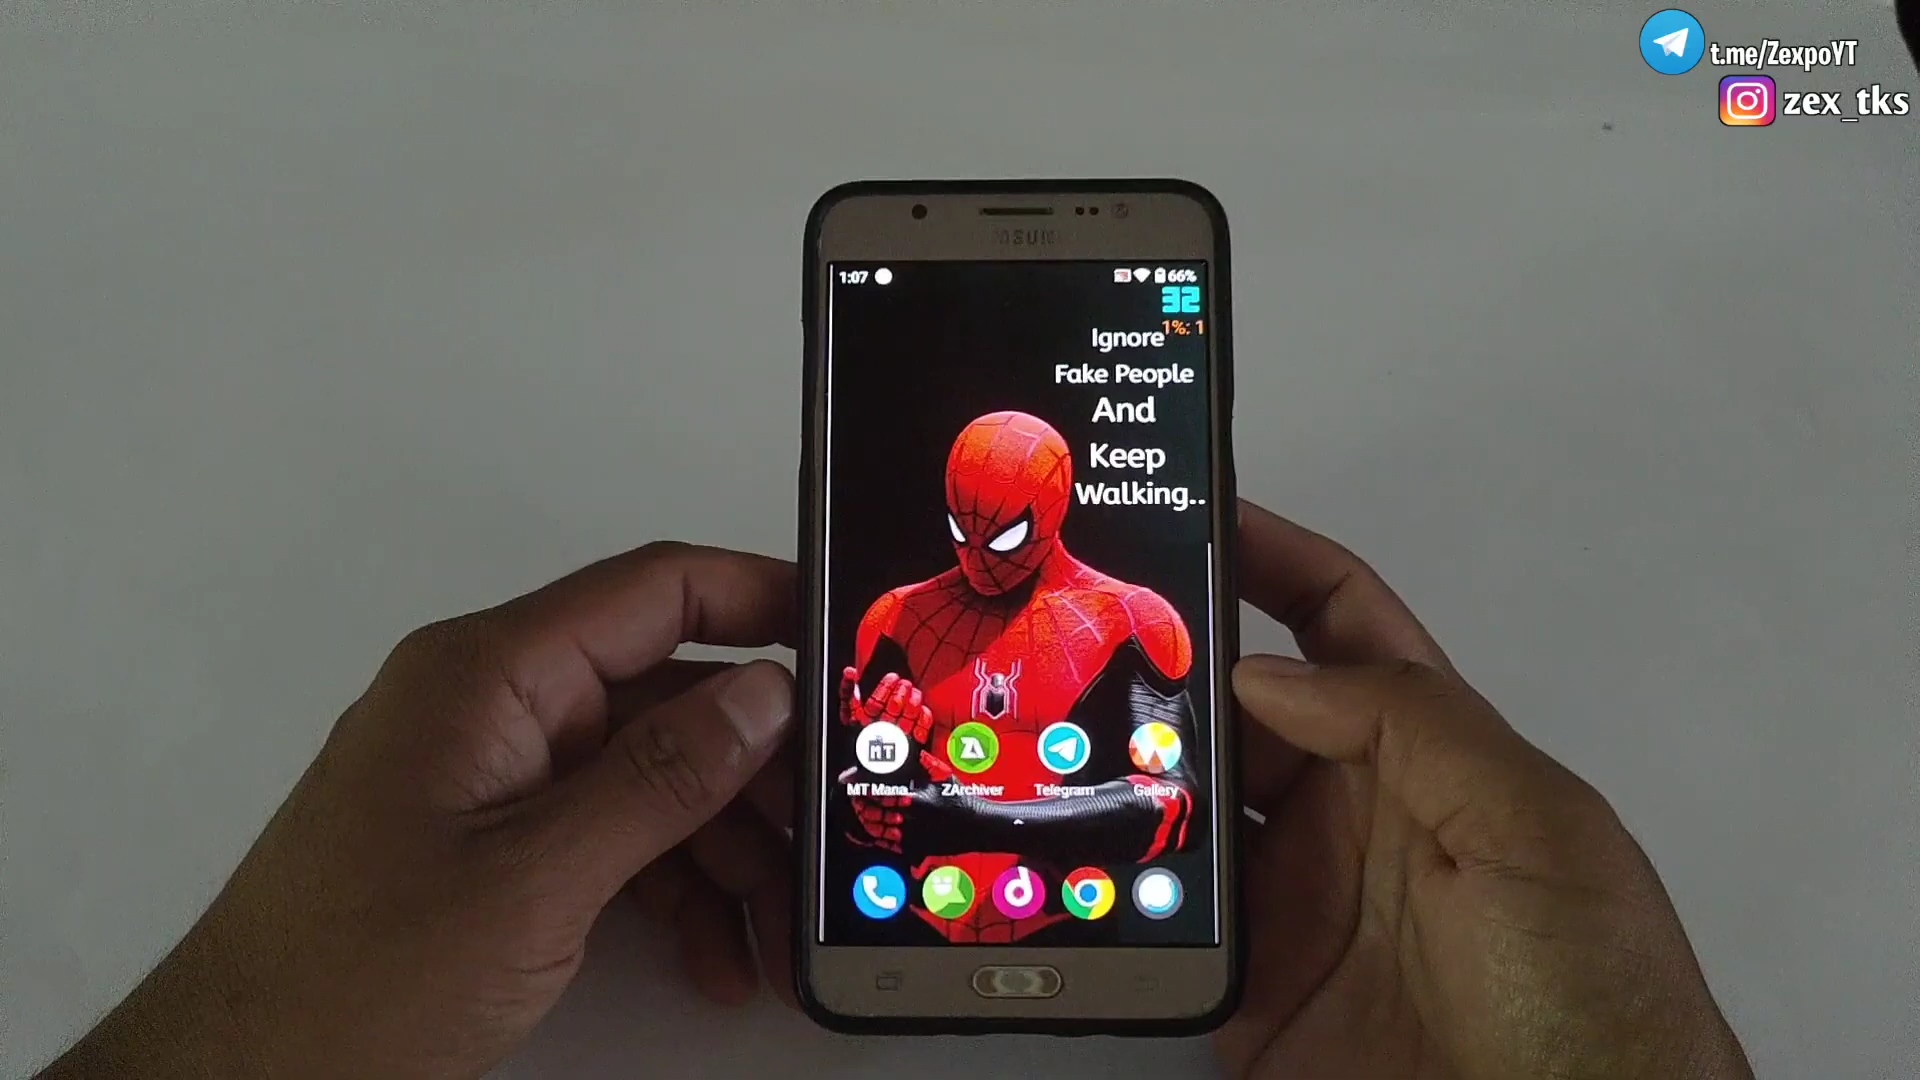 t.me/ZexpoYT
zex_tks
1:07
66%
32
1%: 1
Ignore
Fake People
And
Keep
Walking..
MT
MT Mana...
ZArchiver
Telegram
Gallery